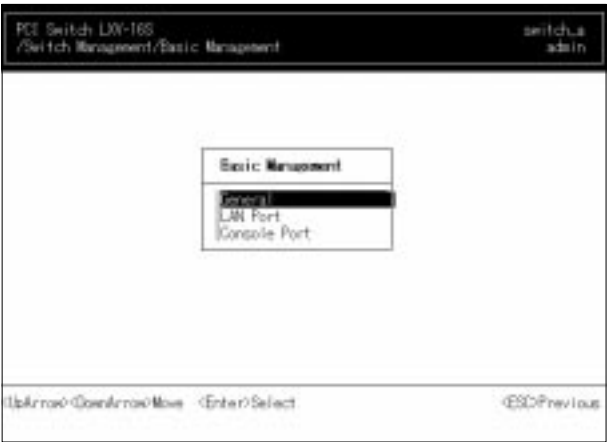 PCI Switch LXV-16S
/Switch Management/Basic Management
switch_a
admin
Basic Management
General
LAN Port
Console Port
<UpArrow><DownArrow>Move <Enter>Select
<ESC>Previous